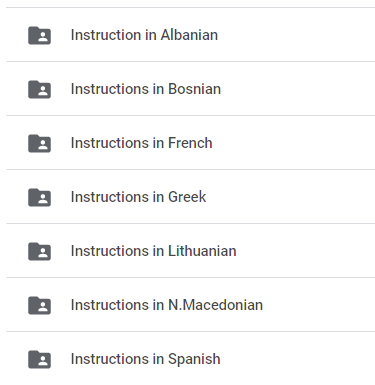 Instruction in Albanian
Instructions in Bosnian
Instructions in French
Instructions in Greek
Instructions in Lithuanian
Instructions in N.Macedonian
Instructions in Spanish